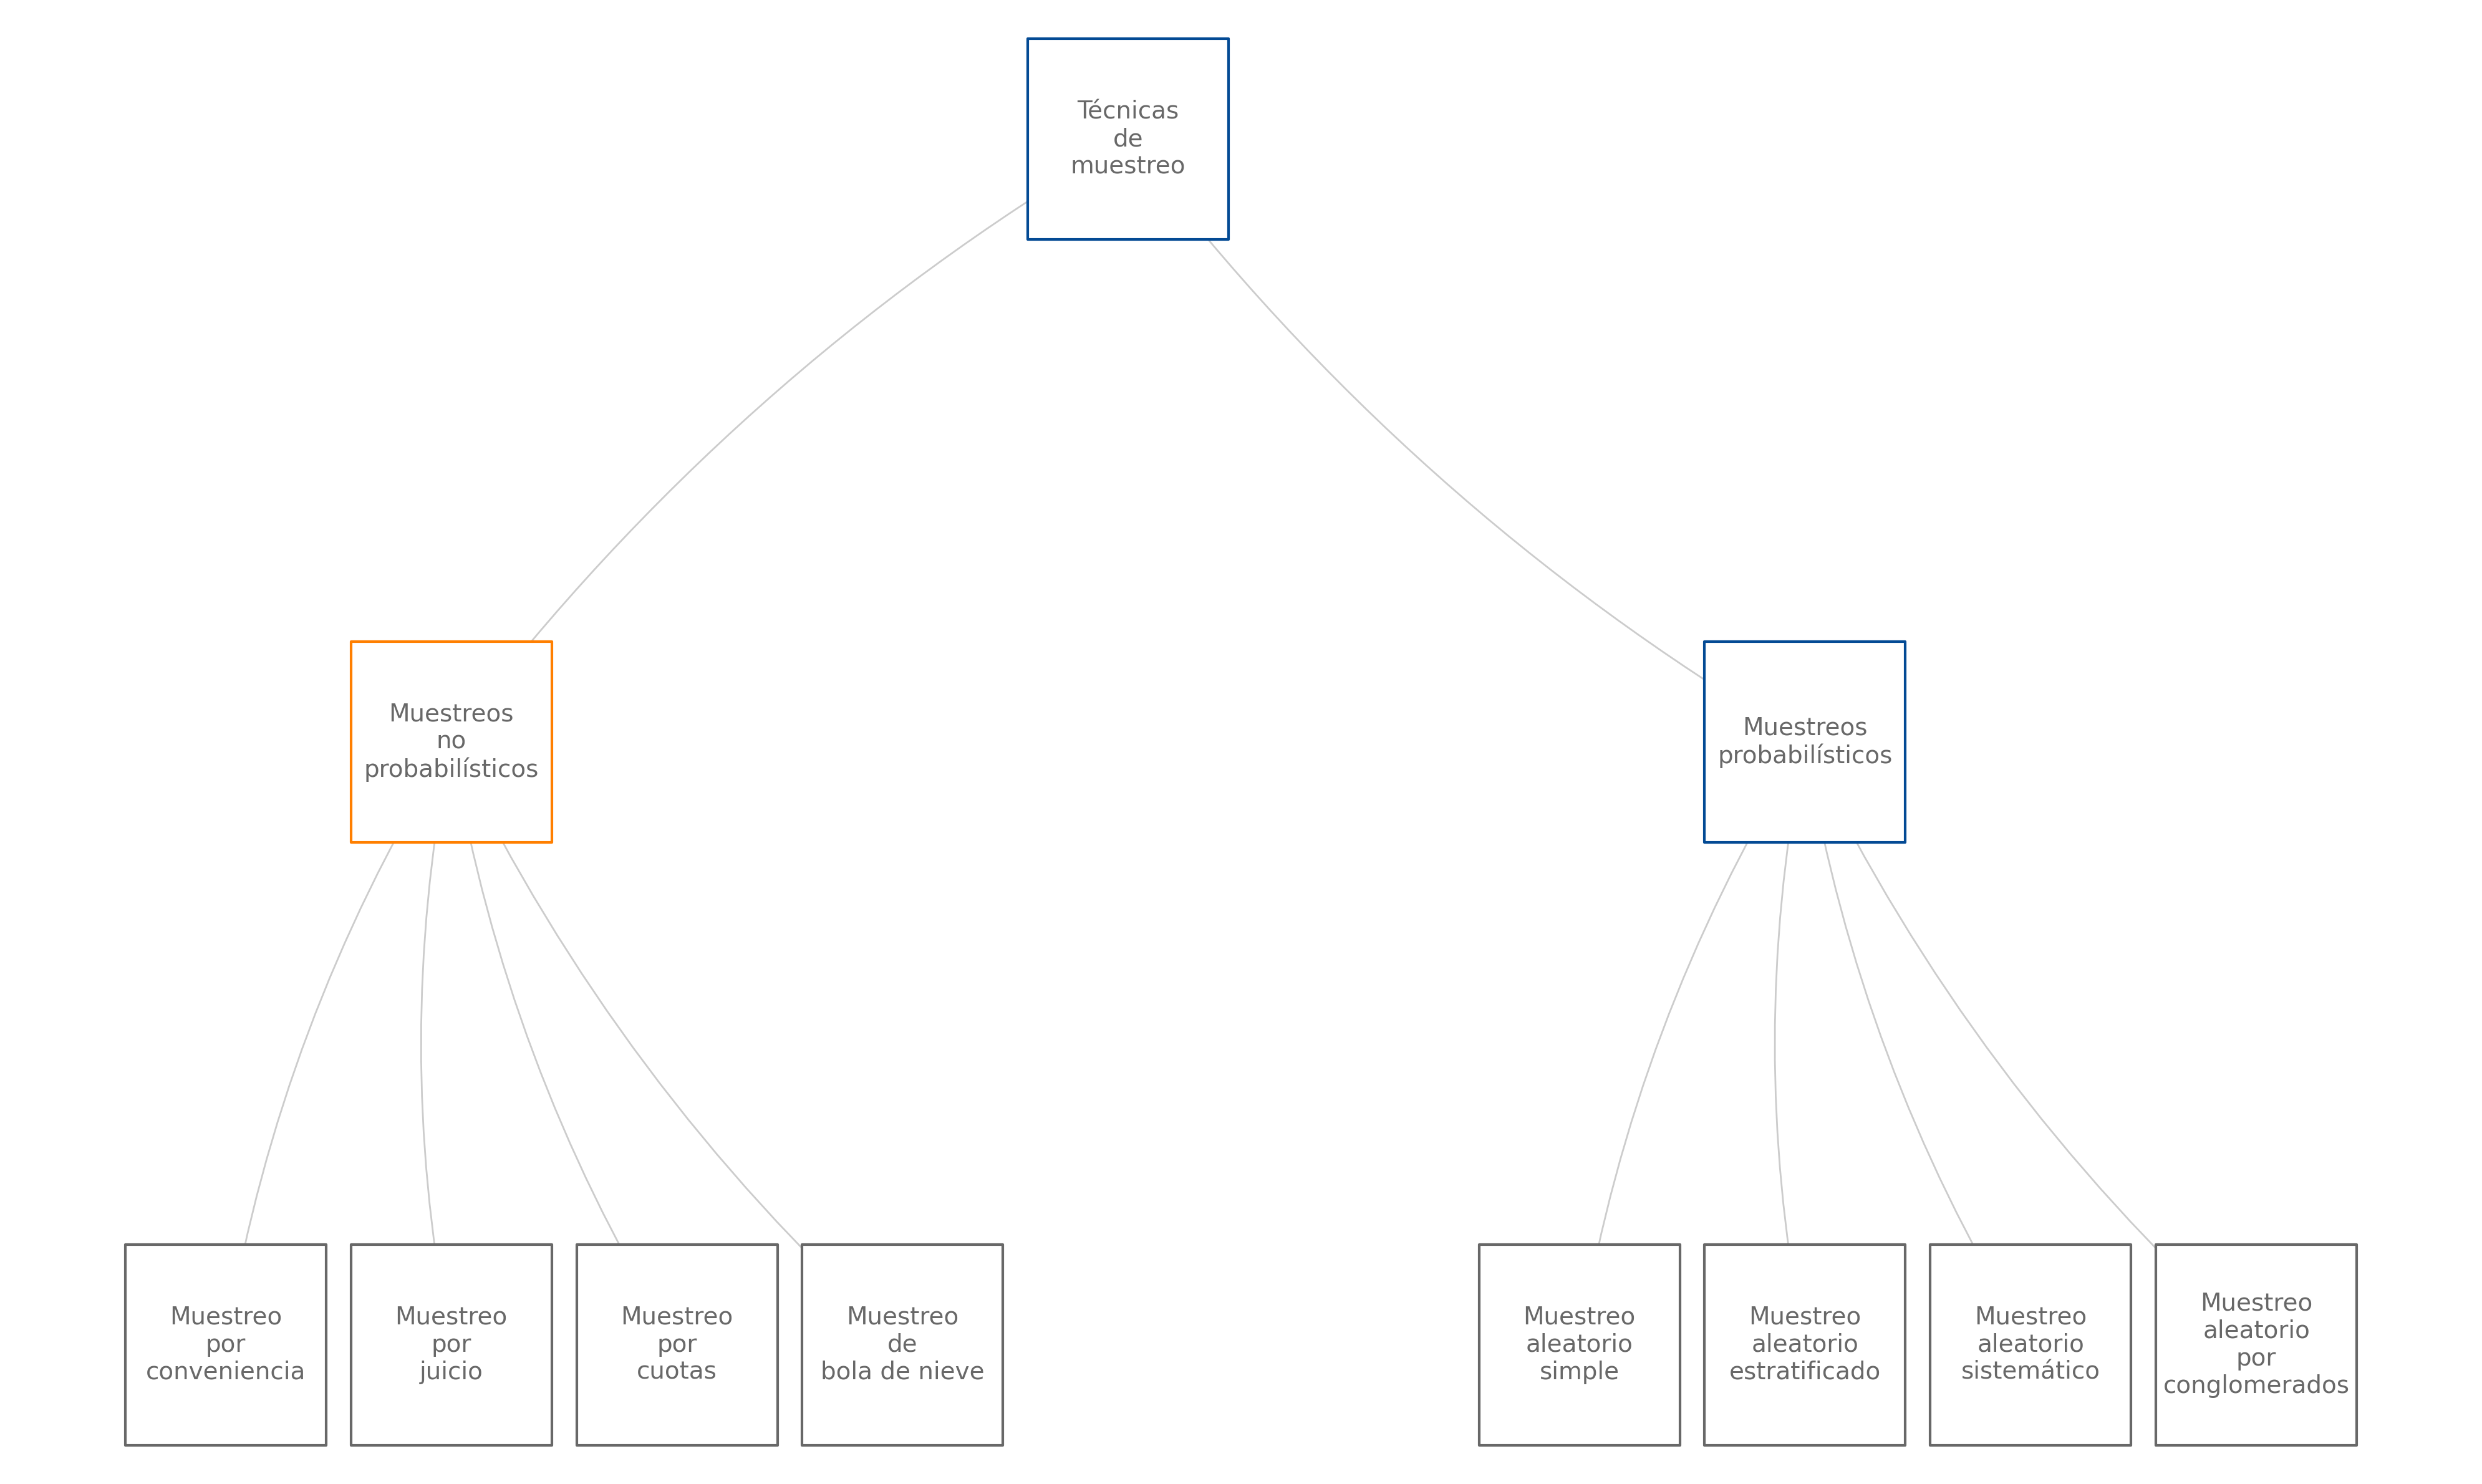 Técnicas
de
muestreo
Muestreos
no
probabilísticos
Muestreos
probabilísticos
Muestreo
por
conveniencia
Muestreo
por
juicio
Muestreo
por
cuotas
Muestreo
de
bola de nieve
Muestreo
aleatorio
simple
Muestreo
aleatorio
estratificado
Muestreo
aleatorio
sistemático
Muestreo
aleatorio
por
conglomerados